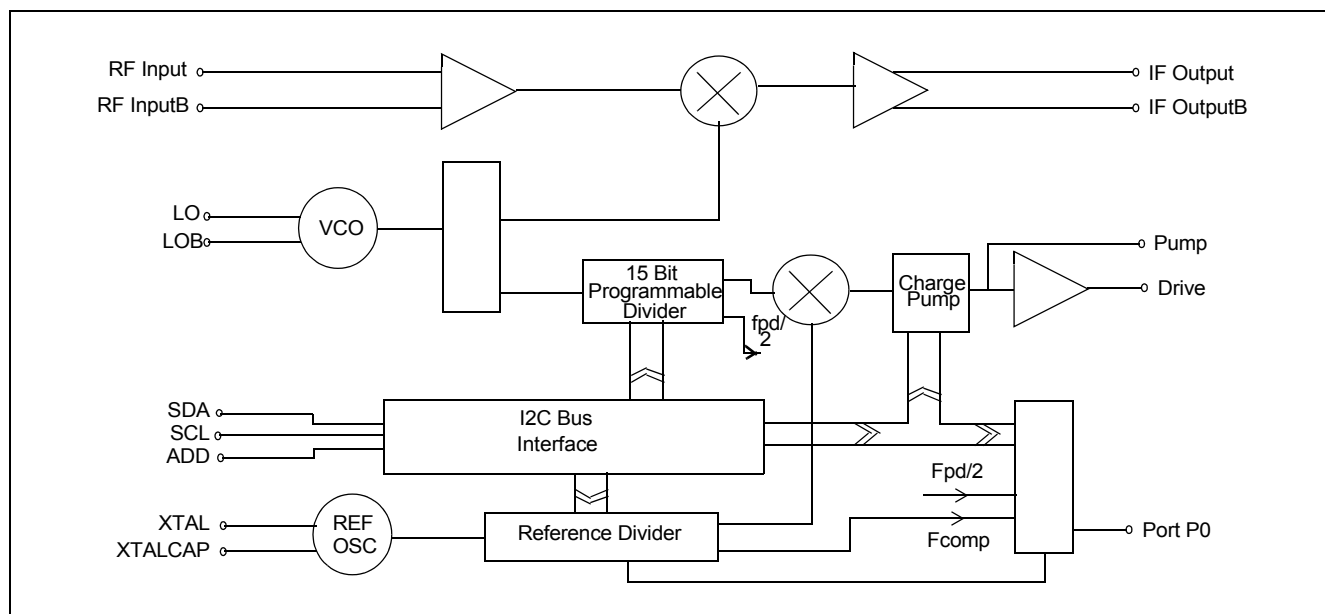 RF Input
RF InputB
IF Output
IF OutputB
LO
LOB
VCO
15 Bit
Programmable
Divider
fpd/
2
Charge
Pump
Pump
Drive
SDA
SCL
ADD
I2C Bus
Interface
Fpd/2
XTAL
XTALCAP
REF
OSC
Reference Divider
Fcomp
Port P0